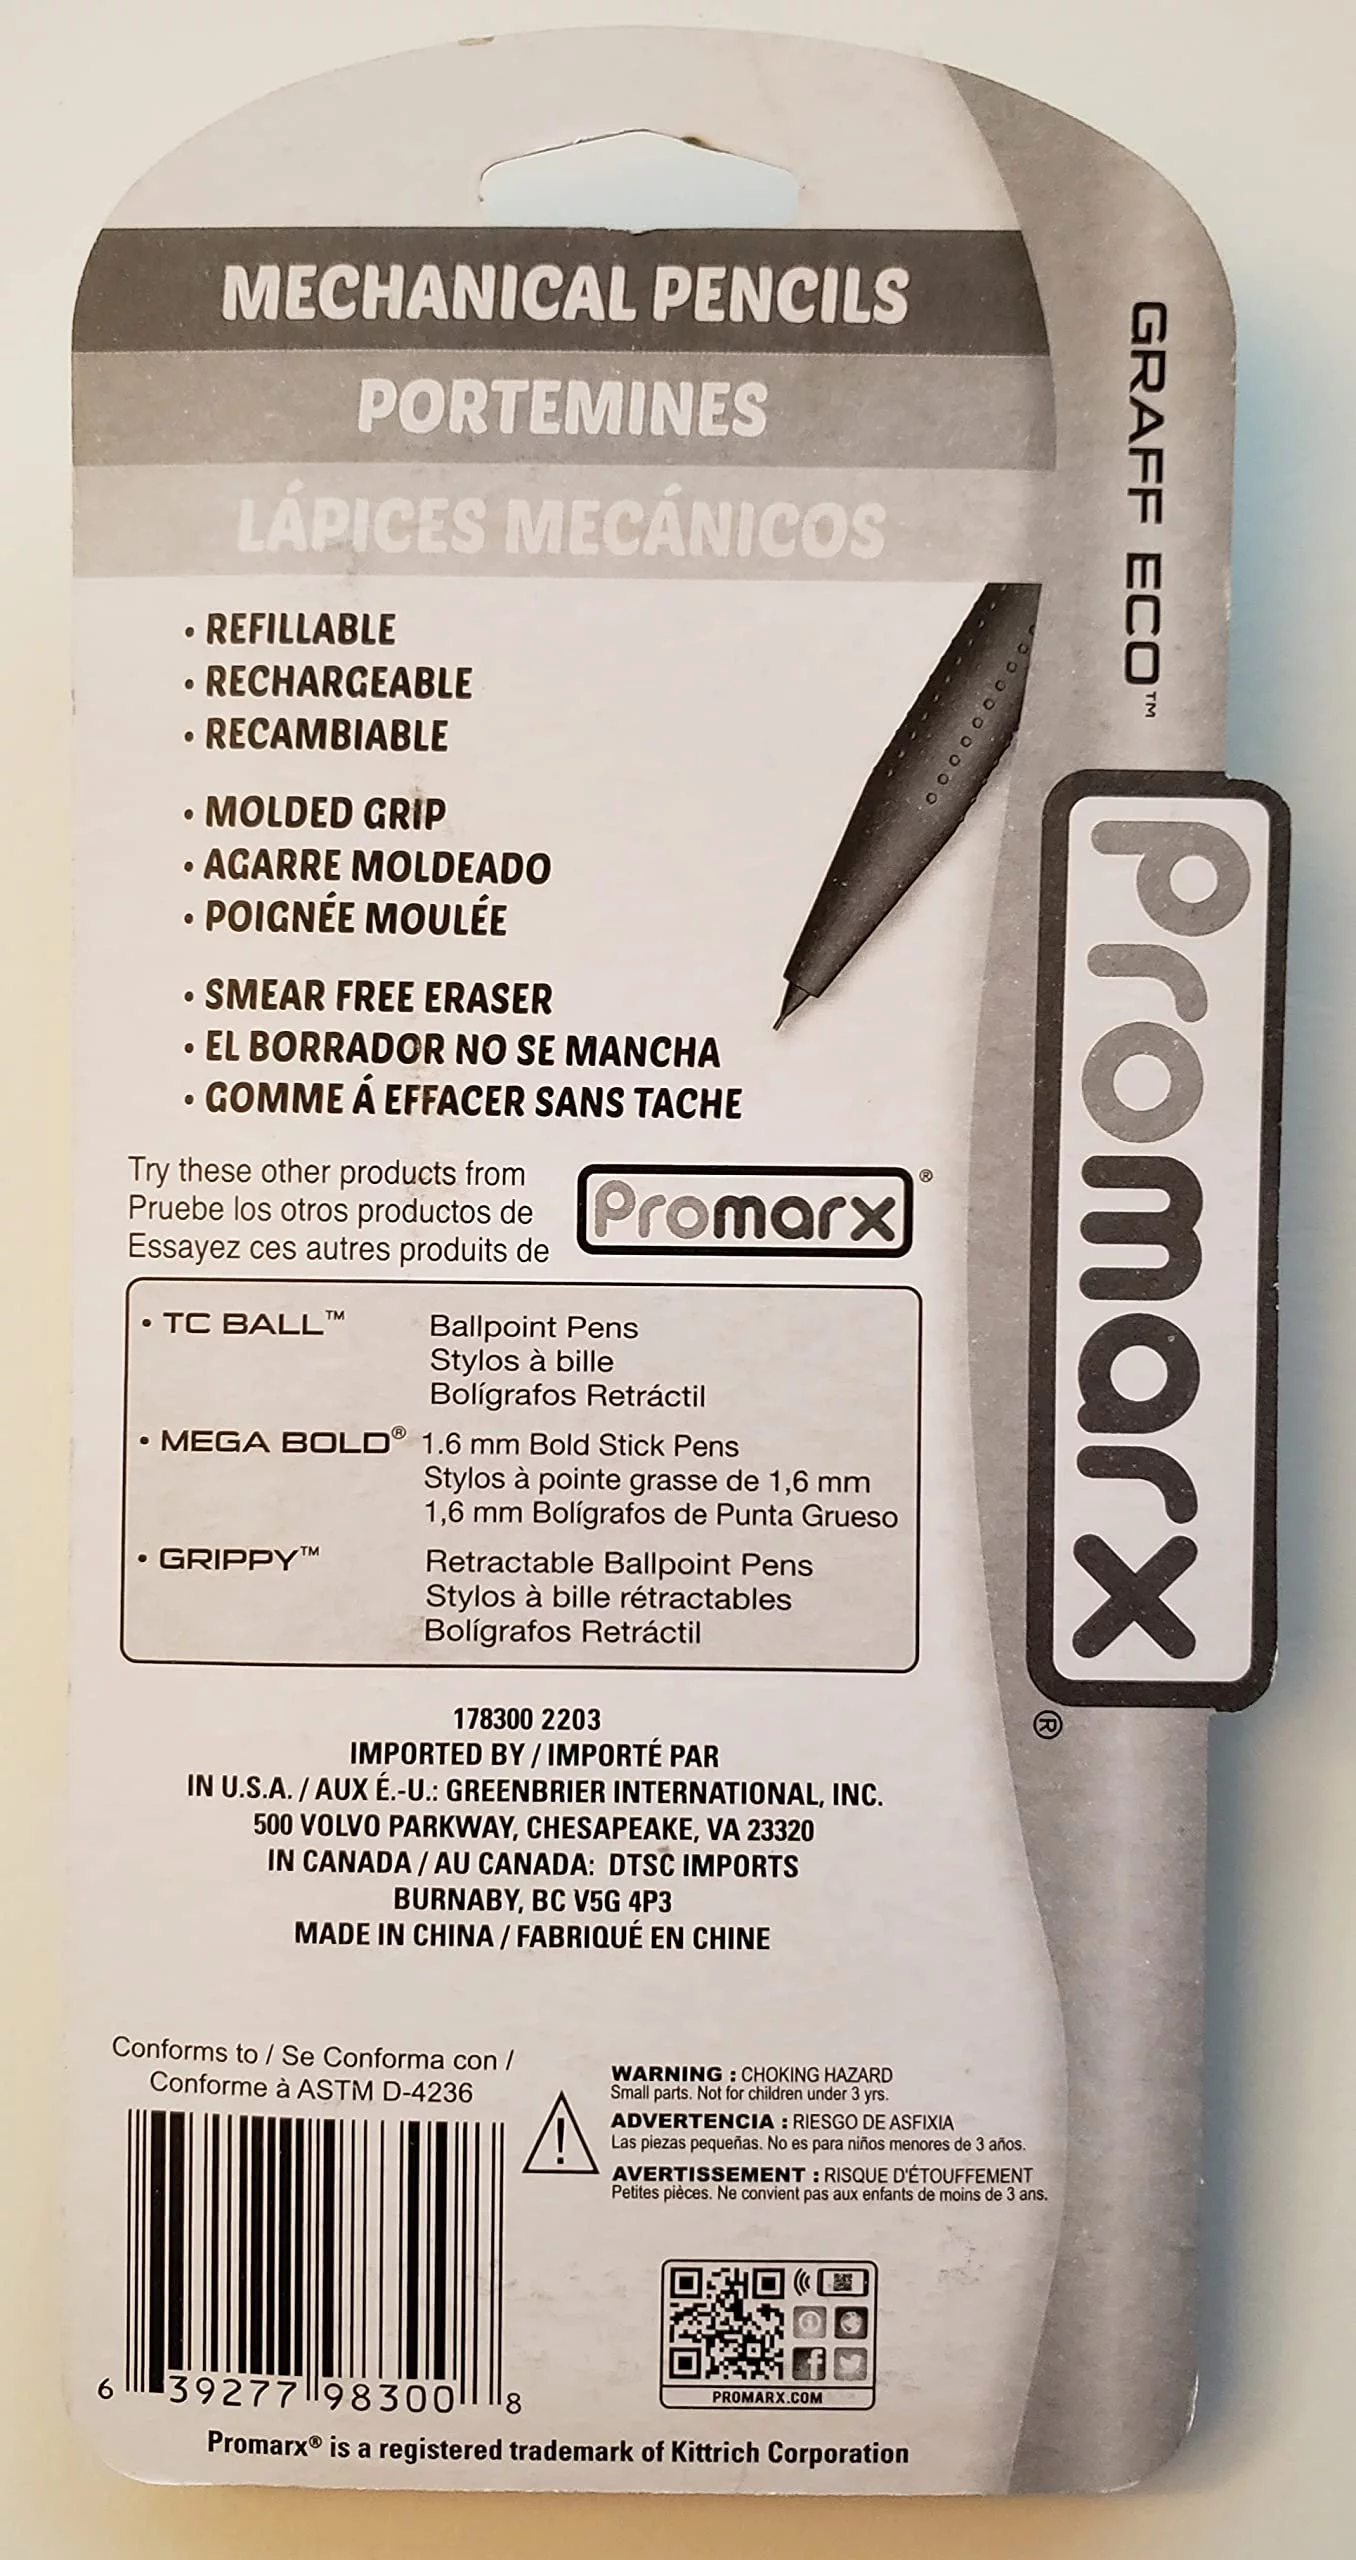 MECHANICAL PENCILS
PORTEMINES
LÁPICES MECÁNICOS
GRAFF ECO™
Promarx®
• REFILLABLE
• RECHARGEABLE
• RECAMBIABLE
• MOLDED GRIP
• AGARRE MOLDEADO
• POIGNÉE MOULÉE
• SMEAR FREE ERASER
• EL BORRADOR NO SE MANCHA
• GOMME Á EFFACER SANS TACHE
Try these other products from
Pruebe los otros productos de
Essayez ces autres produits de
Promarx®
• TC BALL™ Ballpoint Pens
Stylos à bille
Bolígrafos Retráctil
• MEGA BOLD® 1.6 mm Bold Stick Pens
Stylos à pointe grasse de 1,6 mm
1,6 mm Bolígrafos de Punta Grueso
• GRIPPY™ Retractable Ballpoint Pens
Stylos à bille rétractables
Bolígrafos Retráctil
178300 2203
IMPORTED BY / IMPORTÉ PAR
IN U.S.A. / AUX É.-U.: GREENBRIER INTERNATIONAL, INC.
500 VOLVO PARKWAY, CHESAPEAKE, VA 23320
IN CANADA / AU CANADA: DTSC IMPORTS
BURNABY, BC V5G 4P3
MADE IN CHINA / FABRIQUÉ EN CHINE
Conforms to / Se Conforma con /
Conforme à ASTM D-4236
WARNING : CHOKING HAZARD
Small parts. Not for children under 3 yrs.
ADVERTENCIA : RIESGO DE ASFIXIA
Las piezas pequeñas. No es para niños menores de 3 años.
AVERTISSEMENT : RISQUE D'ÉTOUFFEMENT
Petites pièces. Ne convient pas aux enfants de moins de 3 ans.
6 39277 98300 8
PROMARX.COM
Promarx® is a registered trademark of Kittrich Corporation